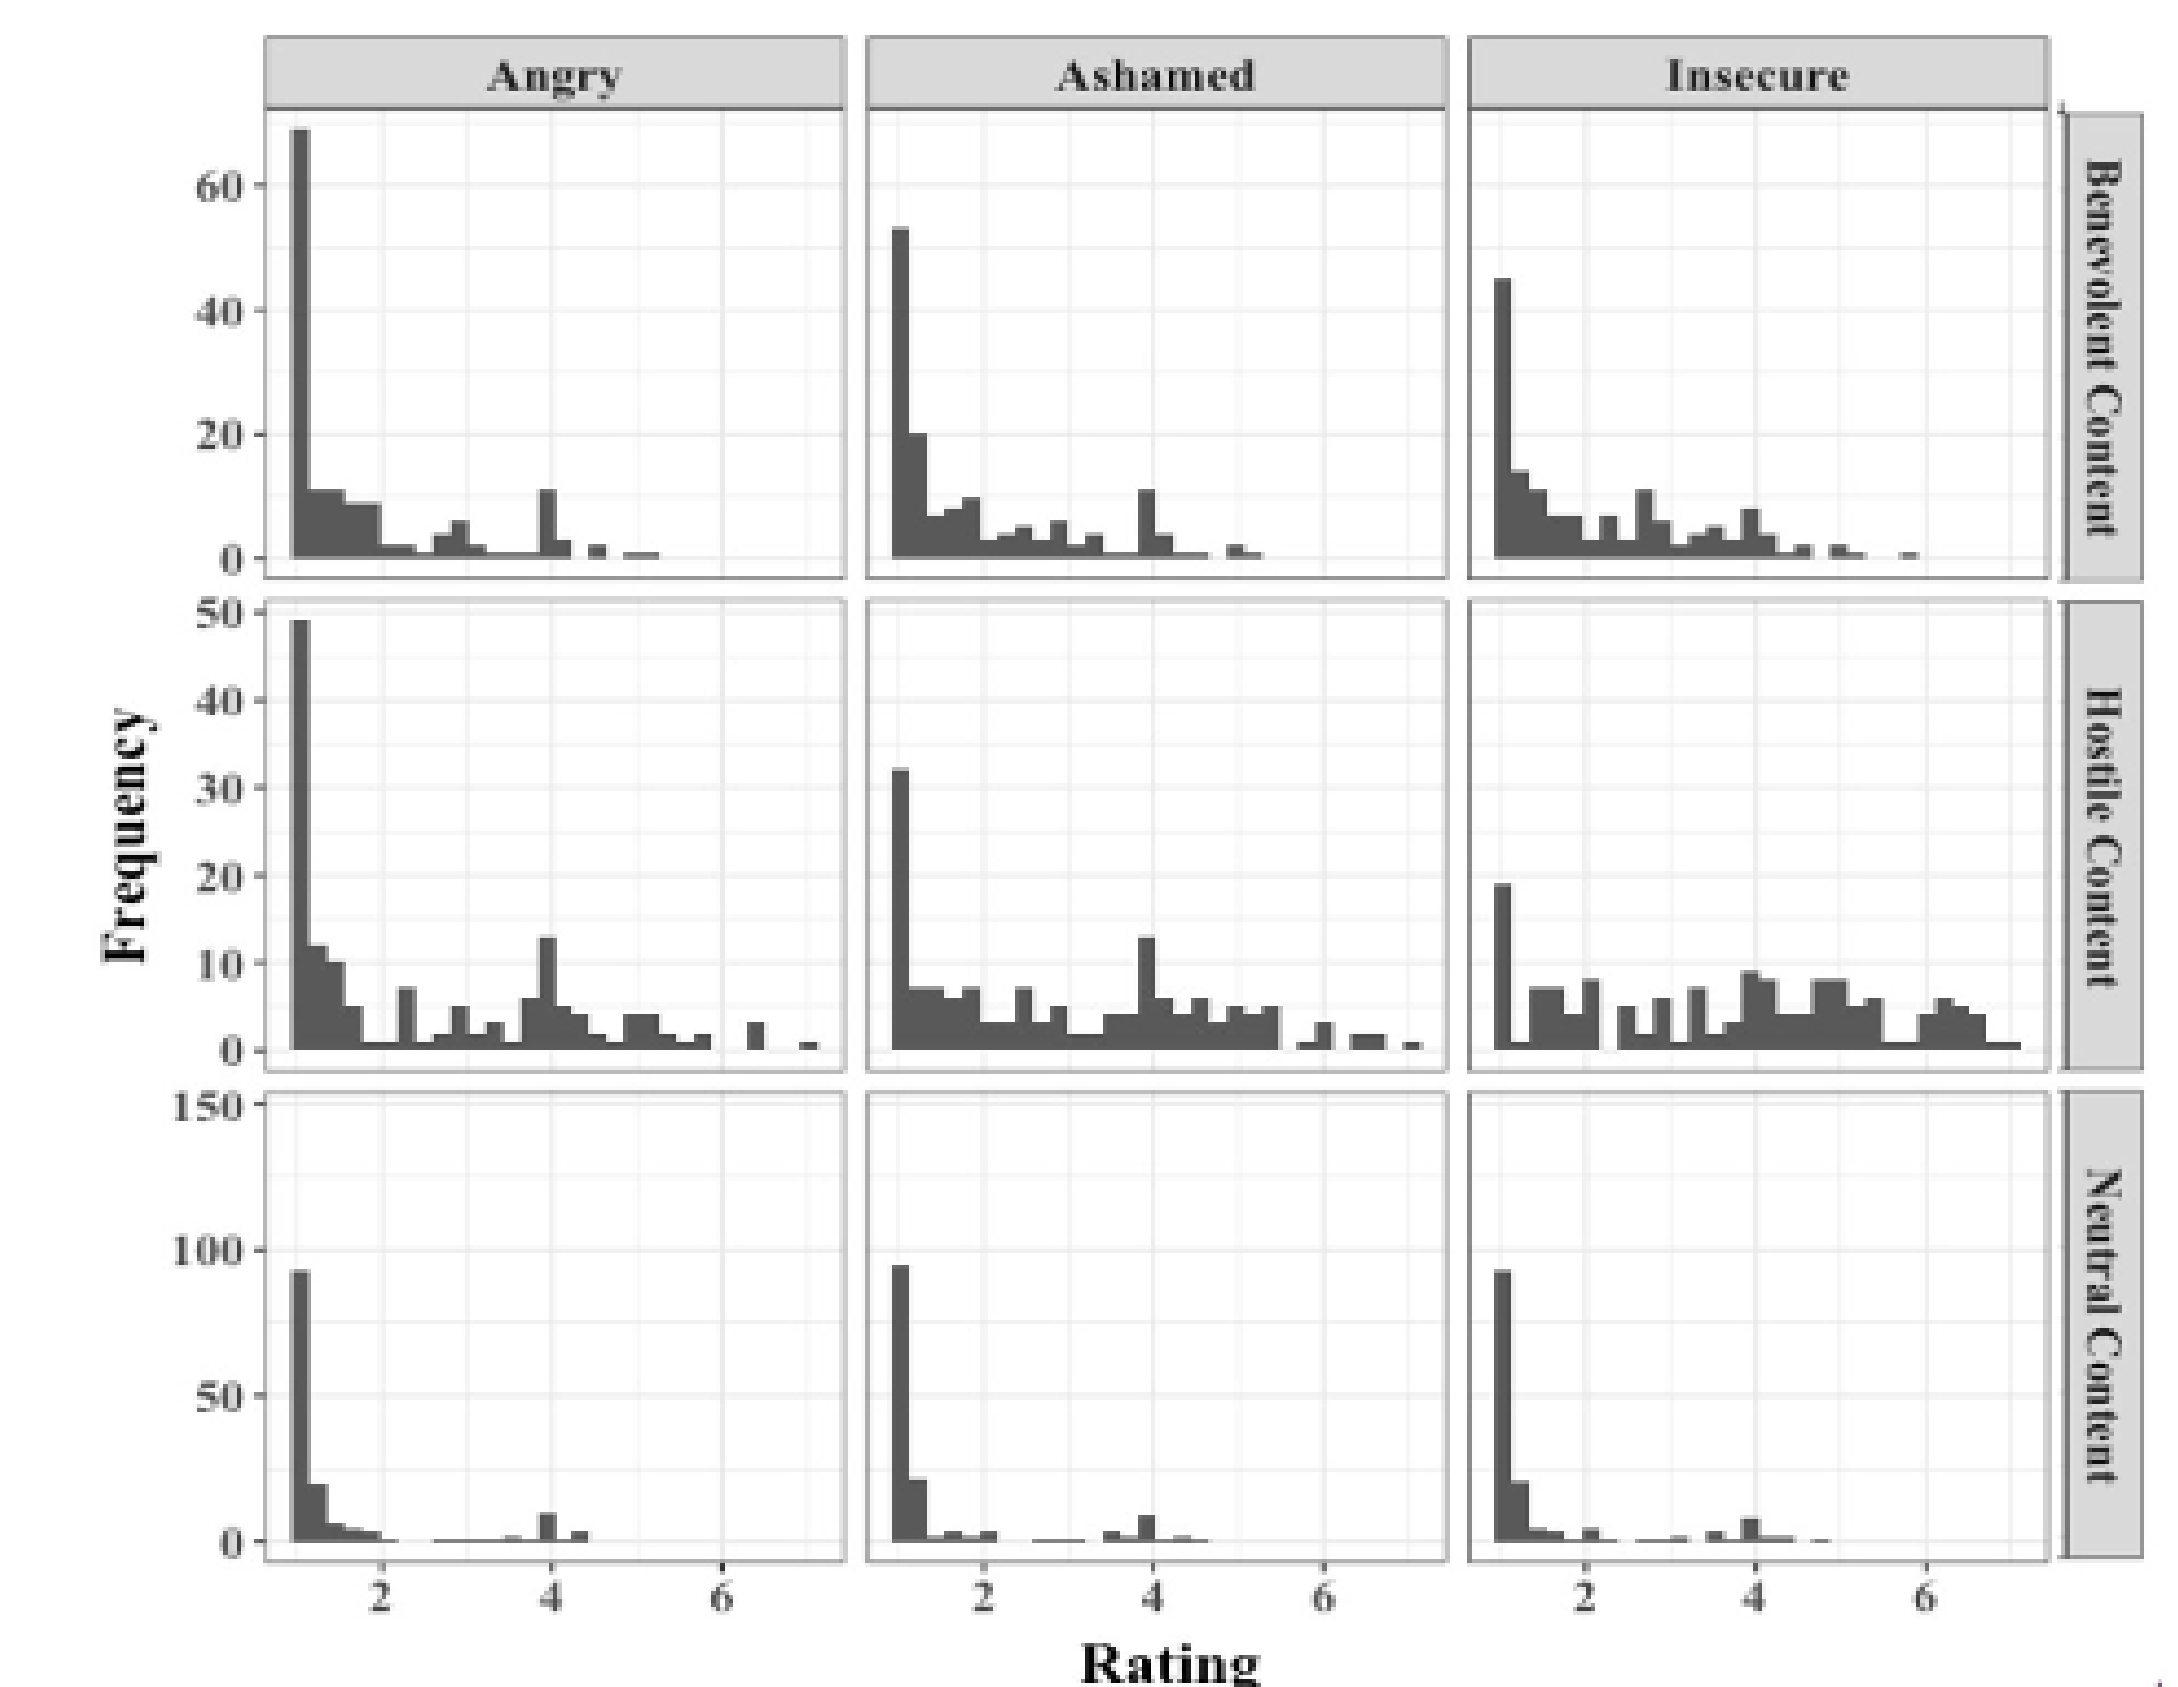 Angry Ashamed Insecure
60
40
20
0
Benevolent Content
50
40
30
20
10
0
Hostile Content
150
100
50
0
Neutral Content
Frequency
2 4 6 2 4 6 2 4 6
Rating